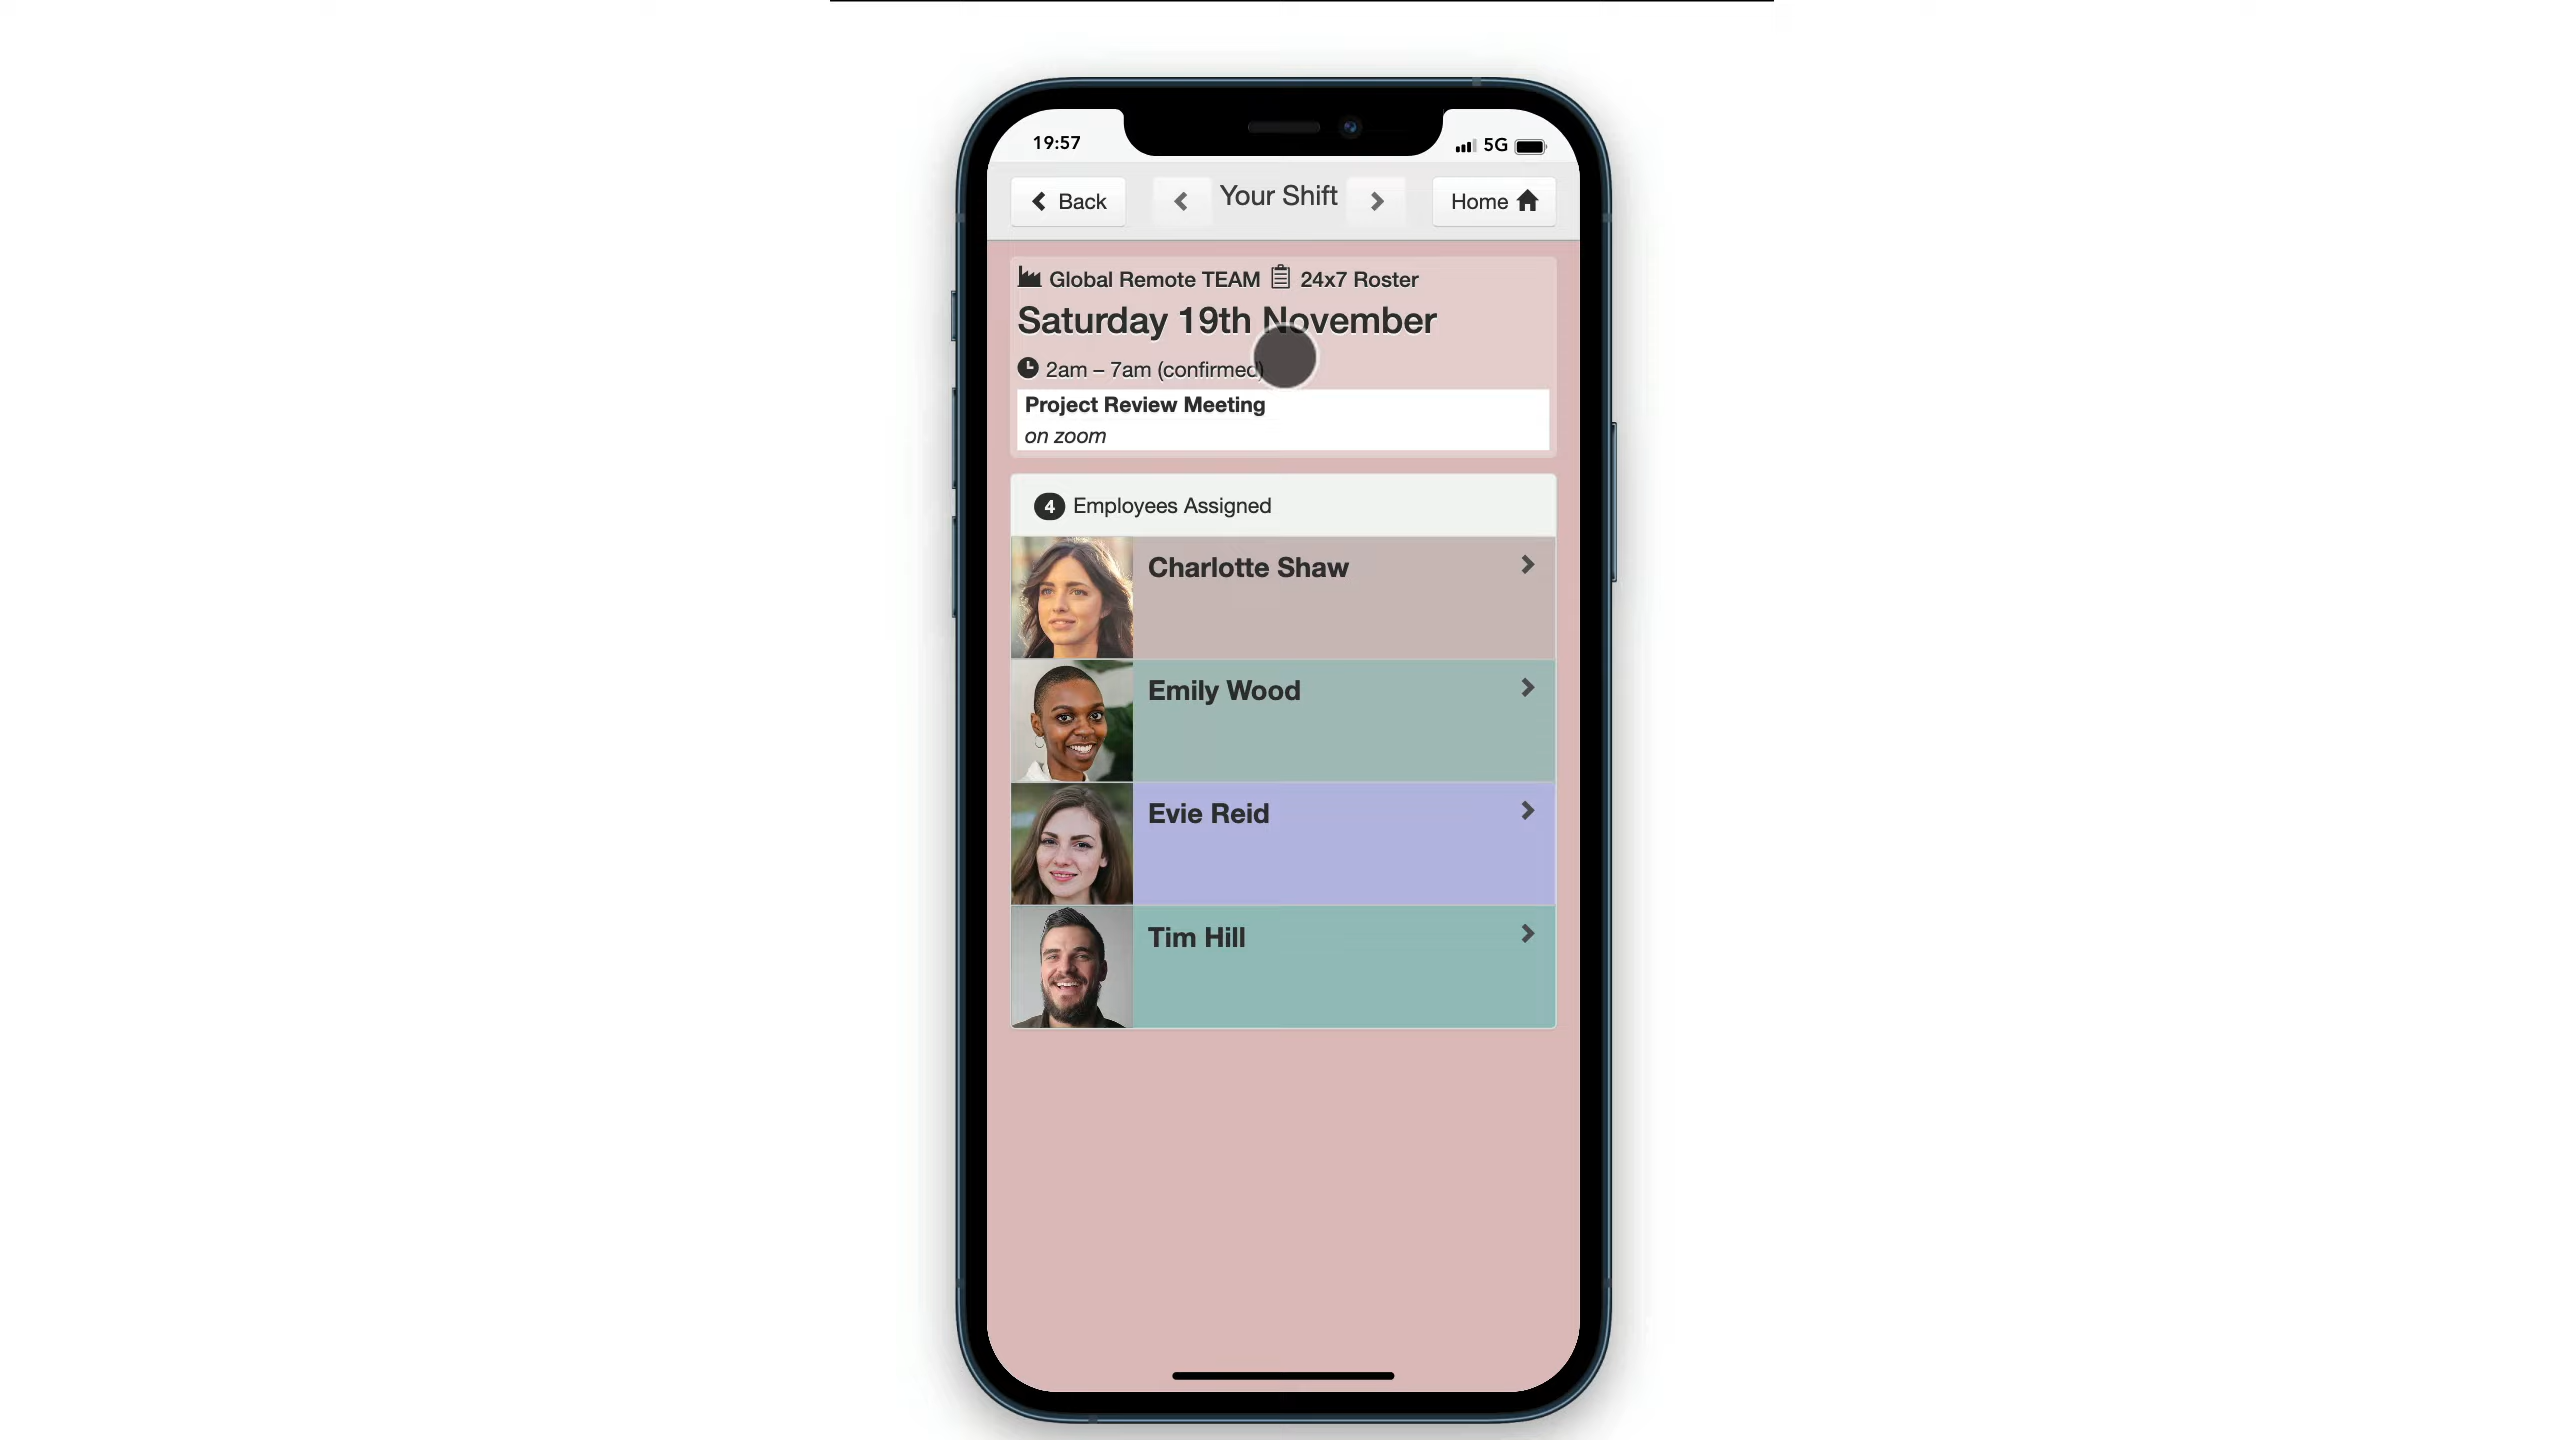 19:57
5G
Back
Your Shift
Home
Global Remote TEAM 24x7 Roster
Saturday 19th November
2am – 7am (confirmed)
Project Review Meeting
on zoom
4 Employees Assigned
Charlotte Shaw
Emily Wood
Evie Reid
Tim Hill